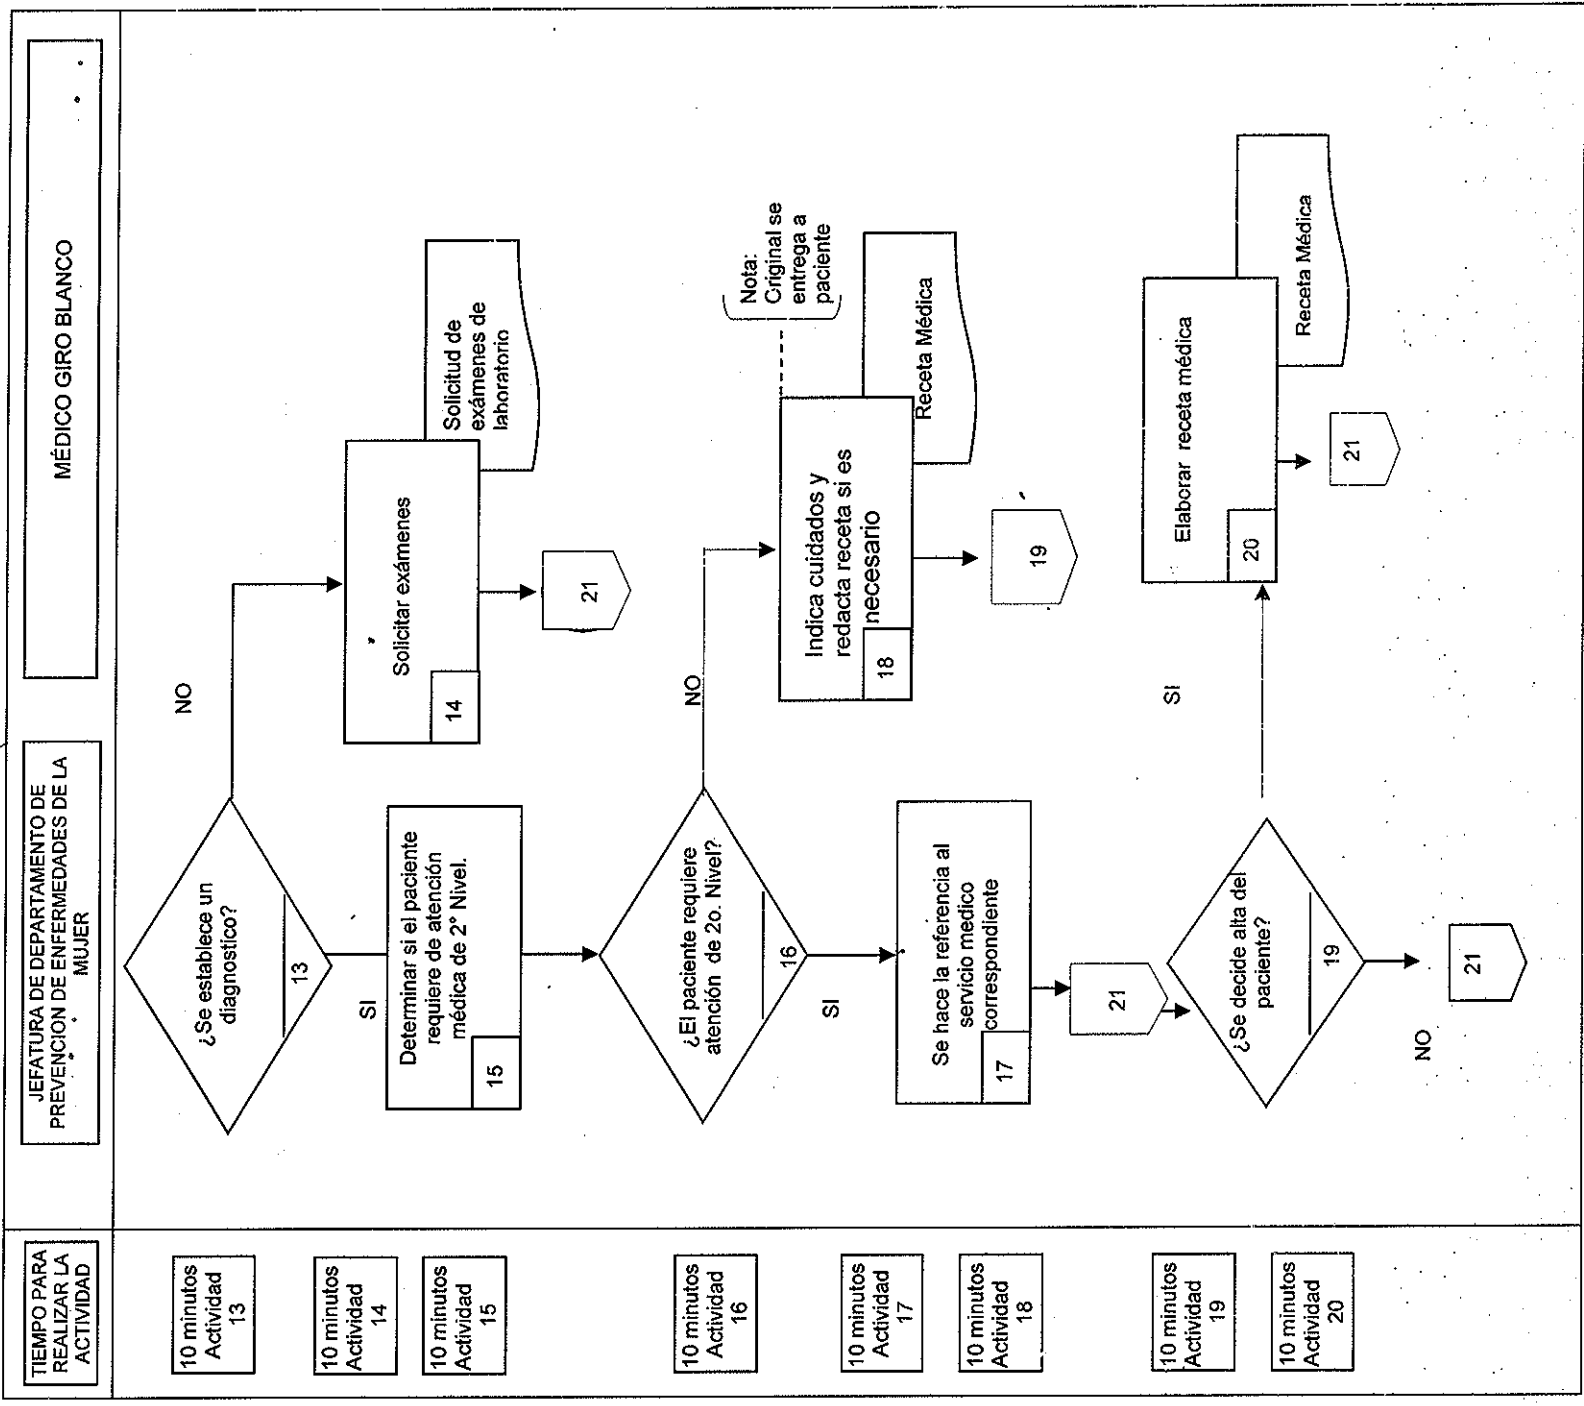 TIEMPO PARA
REALIZAR LA
ACTIVIDAD
JEFATURA DE DEPARTAMENTO DE
PREVENCION DE ENFERMEDADES DE LA
MUJER
MÉDICO GIRO BLANCO
10 minutos
Actividad
13
¿Se establece un
diagnostico?
13
NO
SI
10 minutos
Actividad
14
Solicitar exámenes
14
Solicitud de
exámenes de
laboratorio
21
10 minutos
Actividad
15
Determinar si el paciente
requiere de atención
médica de 2° Nivel.
15
10 minutos
Actividad
16
¿El paciente requiere
atención de 2o. Nivel?
16
NO
SI
Nota:
Original se
entrega a
paciente
10 minutos
Actividad
17
Se hace la referencia al
servicio medico
correspondiente
17
21
10 minutos
Actividad
18
Indica cuidados y
redacta receta si es
necesario
18
Receta Médica
19
10 minutos
Actividad
19
¿Se decide alta del
paciente?
19
SI
NO
21
10 minutos
Actividad
20
Elaborar receta médica
20
Receta Médica
21